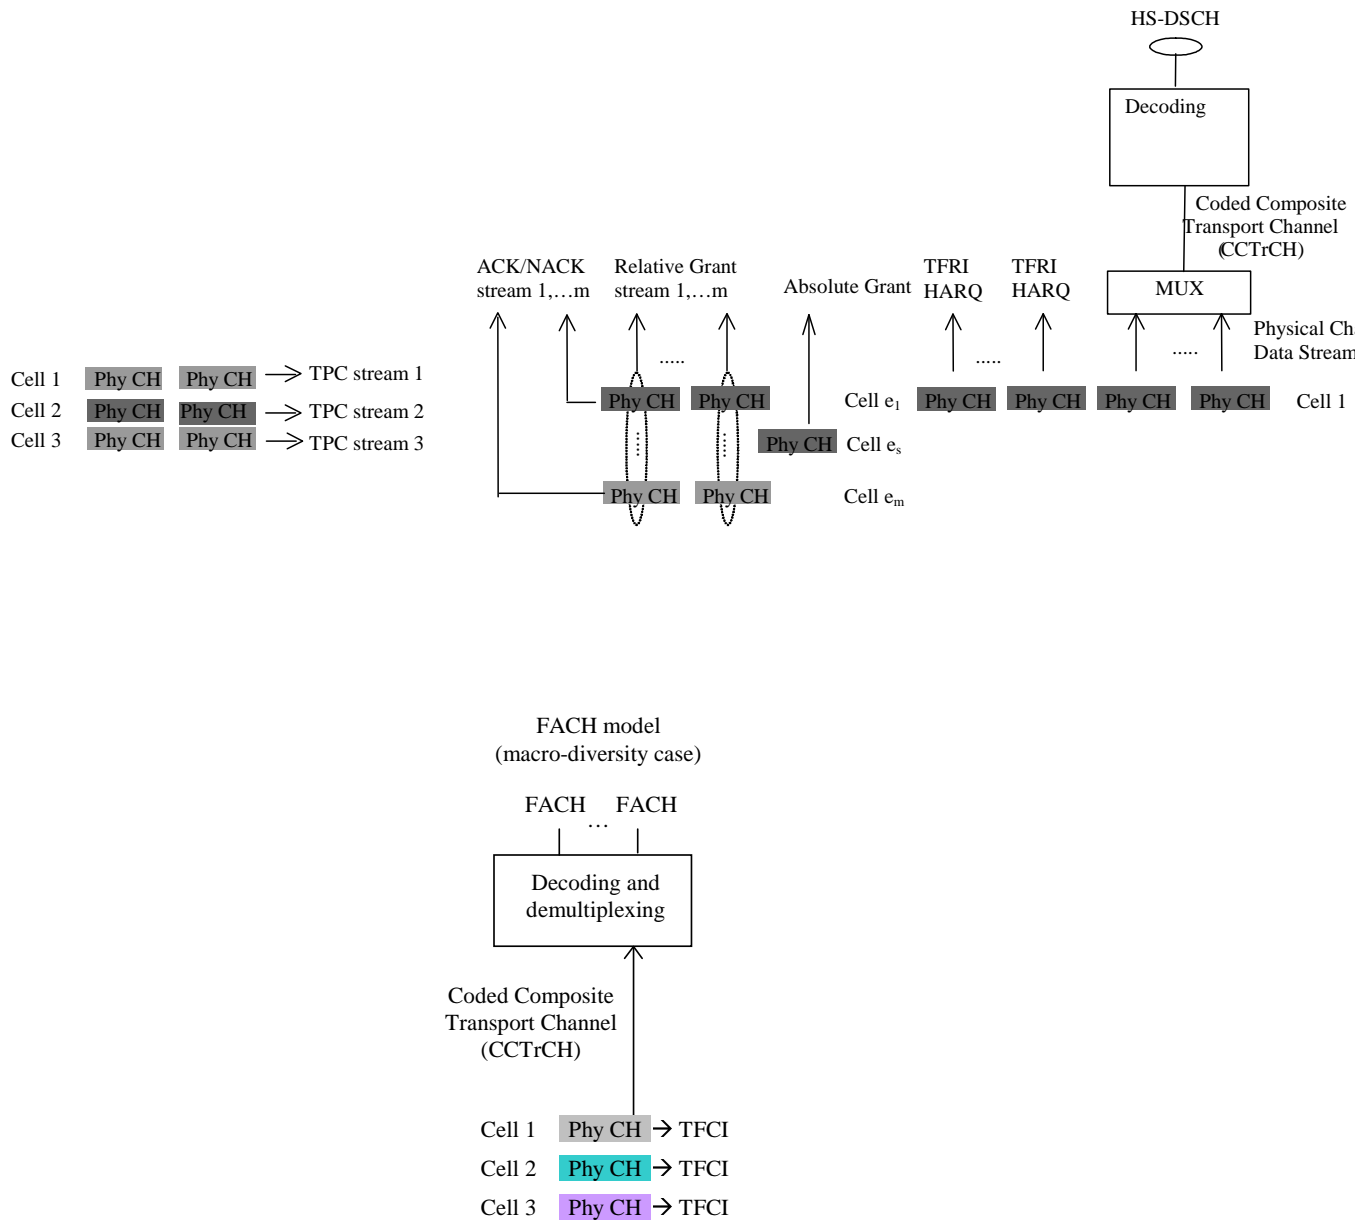 HS-DSCH
Decoding
Coded Composite
Transport Channel
(CCTrCH)
ACK/NACK
stream 1,…m
Relative Grant
stream 1,…m
Absolute Grant
TFRI
HARQ
TFRI
HARQ
MUX
Physical Cha
Data Stream
..... ..... .....
Cell 1 Phy CH Phy CH TPC stream 1
Cell 2 Phy CH Phy CH TPC stream 2
Cell 3 Phy CH Phy CH TPC stream 3
Phy CH Phy CH Cell e1 Phy CH Phy CH Phy CH Phy CH Cell 1
Phy CH Cell es
Phy CH Phy CH Cell em
FACH model
(macro-diversity case)
FACH … FACH
Decoding and
demultiplexing
Coded Composite
Transport Channel
(CCTrCH)
Cell 1 Phy CH → TFCI
Cell 2 Phy CH → TFCI
Cell 3 Phy CH → TFCI